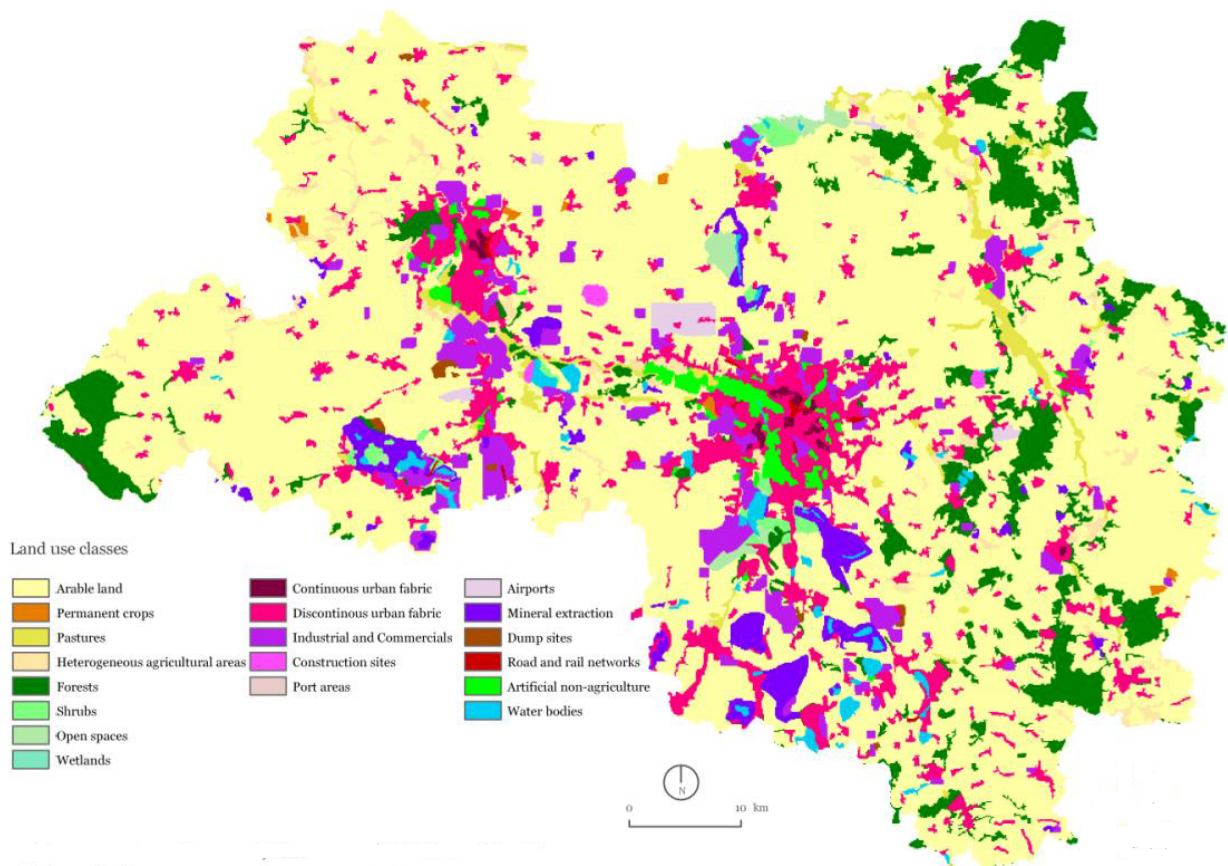 Land use classes
Arable land
Permanent crops
Pastures
Heterogeneous agricultural areas
Forests
Shrubs
Open spaces
Wetlands
Continuous urban fabric
Discontinous urban fabric
Industrial and Commercials
Construction sites
Port areas
Airports
Mineral extraction
Dump sites
Road and rail networks
Artificial non-agriculture
Water bodies
N
0 10 km